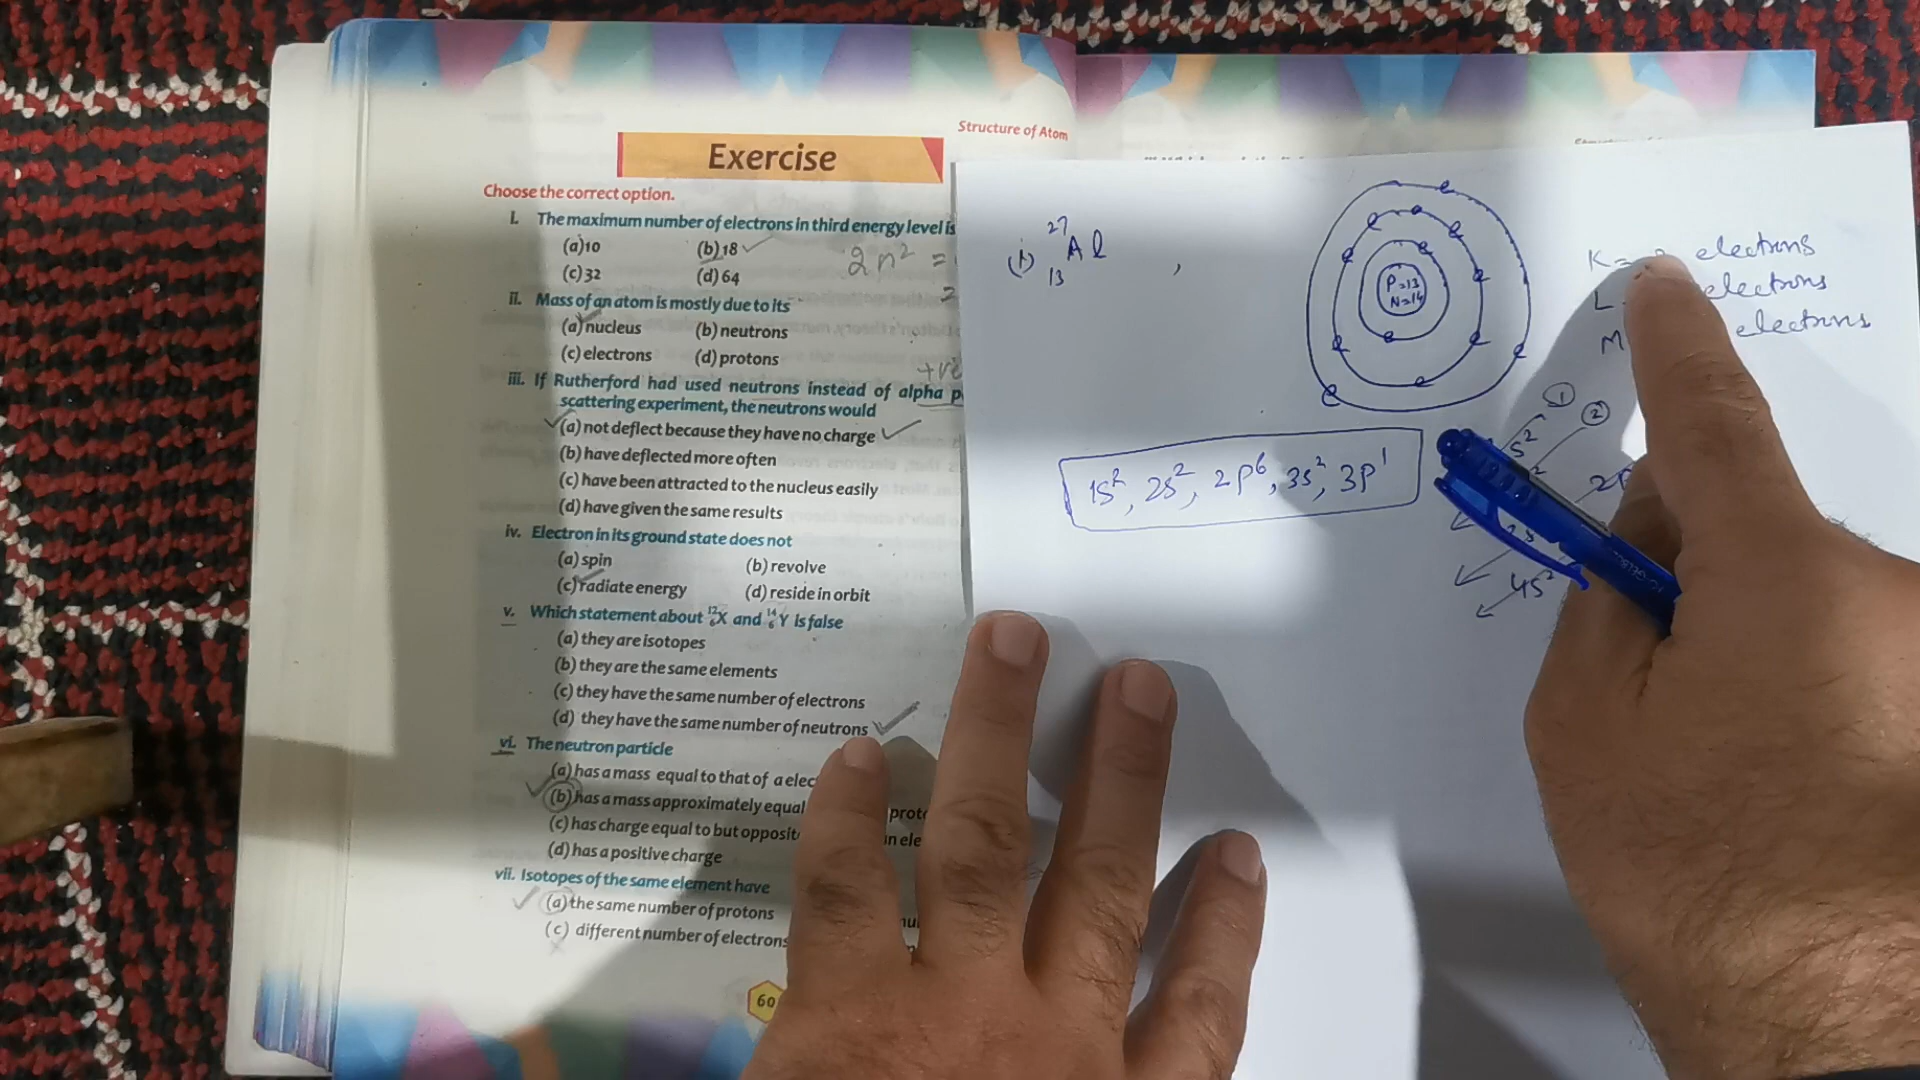 Structure of Atom
Exercise
Choose the correct option.
i. The maximum number of electrons in third energy level is
(a)10 (b)18
(c)32 (d)64
2n² =
ii. Mass of an atom is mostly due to its
(a) nucleus (b) neutrons
(c) electrons (d) protons
+ve
iii. If Rutherford had used neutrons instead of alpha
scattering experiment, the neutrons would
(a) not deflect because they have no charge
(b) have deflected more often
(c) have been attracted to the nucleus easily
(d) have given the same results
iv. Electron in its ground state does not
(a) spin (b) revolve
(c) radiate energy (d) reside in orbit
v. Which statement about ¹²₆X and ¹⁴₆Y is false
(a) they are isotopes
(b) they are the same elements
(c) they have the same number of electrons
(d) they have the same number of neutrons
vi. The neutron particle
(a) has a mass equal to that of a elec
(b) has a mass approximately equal prot
(c) has charge equal to but opposit ele
(d) has a positive charge
vii. Isotopes of the same element have
(a) the same number of protons
(c) different number of electrons
60
(i) ²⁷₁₃Al ,
P=13
N=14
e e e e e e e e e e e e e
K = electrons
L electrons
M electrons
1s², 2s², 2p⁶, 3s², 3p¹
1
2
s²
4s²